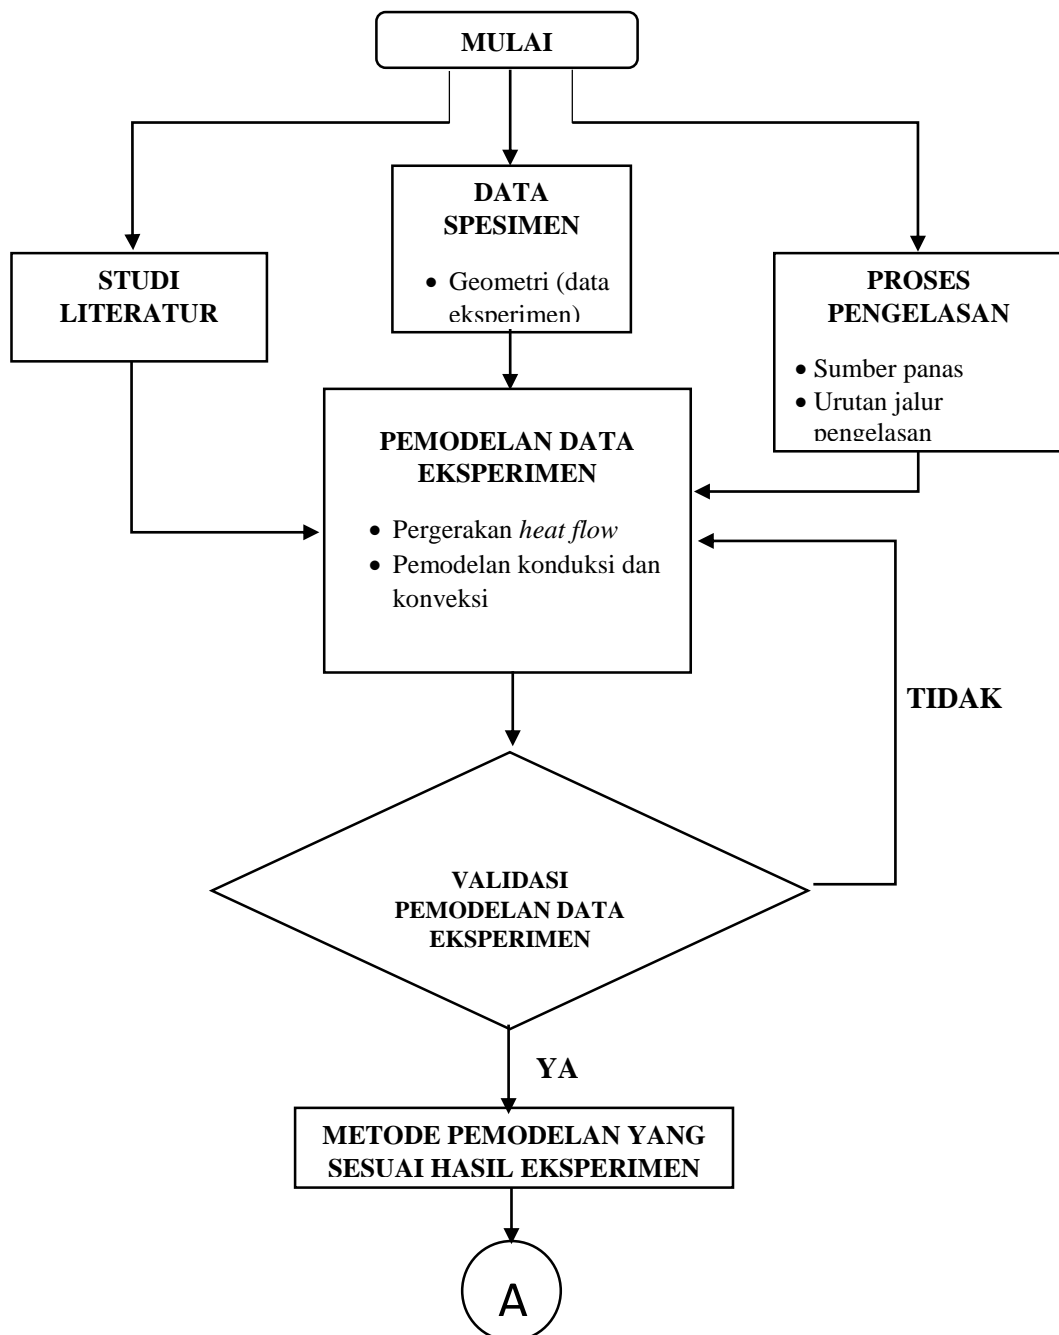 MULAI
DATA
SPESIMEN
• Geometri (data
eksperimen)
STUDI
LITERATUR
PROSES
PENGELASAN
• Sumber panas
• Urutan jalur
pengelasan
PEMODELAN DATA
EKSPERIMEN
• Pergerakan heat flow
• Pemodelan konduksi dan
konveksi
TIDAK
VALIDASI
PEMODELAN DATA
EKSPERIMEN
YA
METODE PEMODELAN YANG
SESUAI HASIL EKSPERIMEN
A